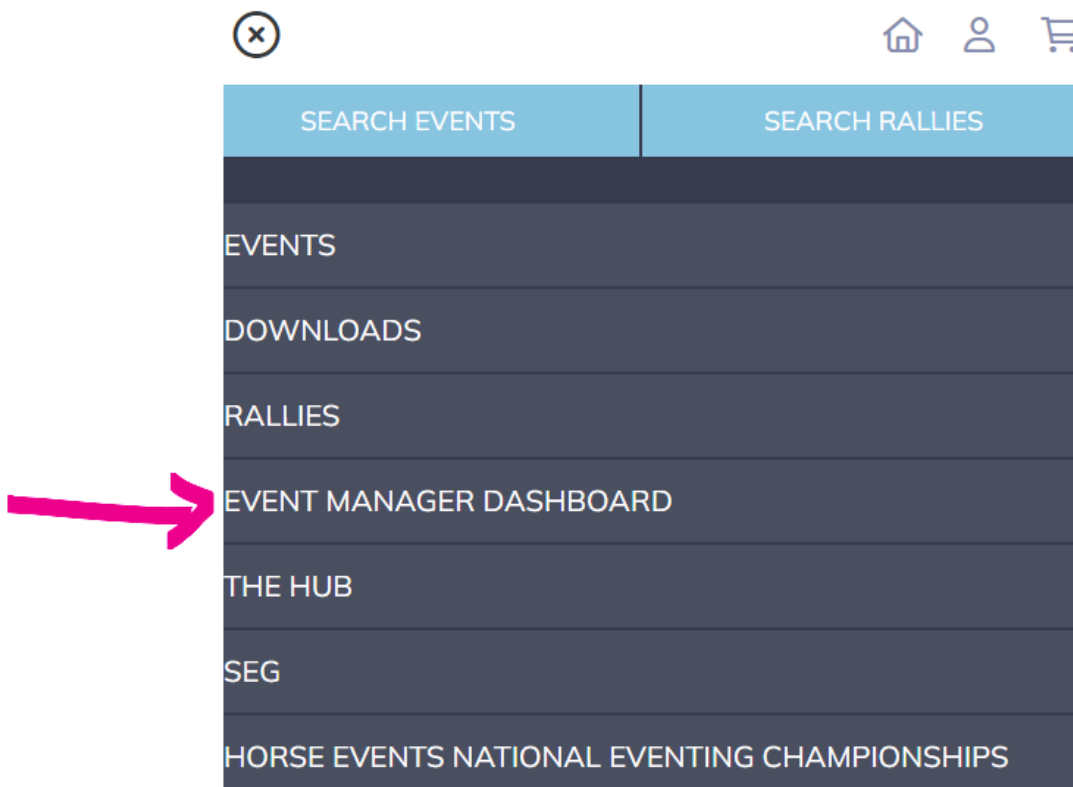 SEARCH EVENTS
SEARCH RALLIES
EVENTS
DOWNLOADS
RALLIES
EVENT MANAGER DASHBOARD
THE HUB
SEG
HORSE EVENTS NATIONAL EVENTING CHAMPIONSHIPS